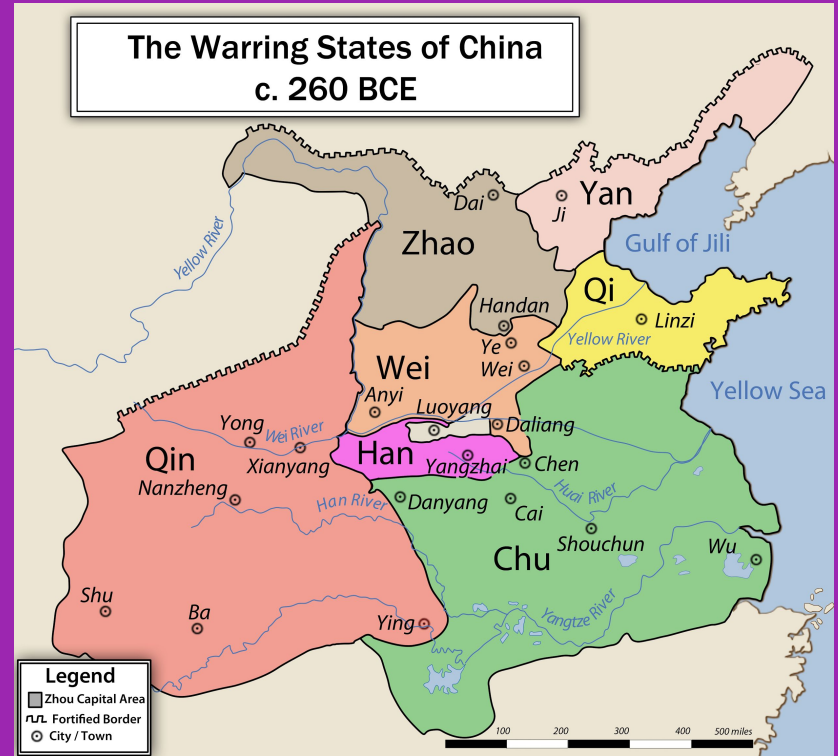 The Warring States of China
c. 260 BCE
Yan
Dai
Ji
Yellow River
Zhao
Gulf of Jili
Qi
Handan
Linzi
Ye
Yellow River
Wei
Wei
Yellow Sea
Anyi
Luoyang
Yong
Wei River
Daliang
Qin
Han
Xianyang
Yangzhai
Chen
Nanzheng
Han River
Danyang
Huai River
Cai
Shouchun
Chu
Wu
Shu
Ba
Ying
Yangtze River
Legend
Zhou Capital Area
Fortified Border
City / Town
100 200 300 400 500 miles